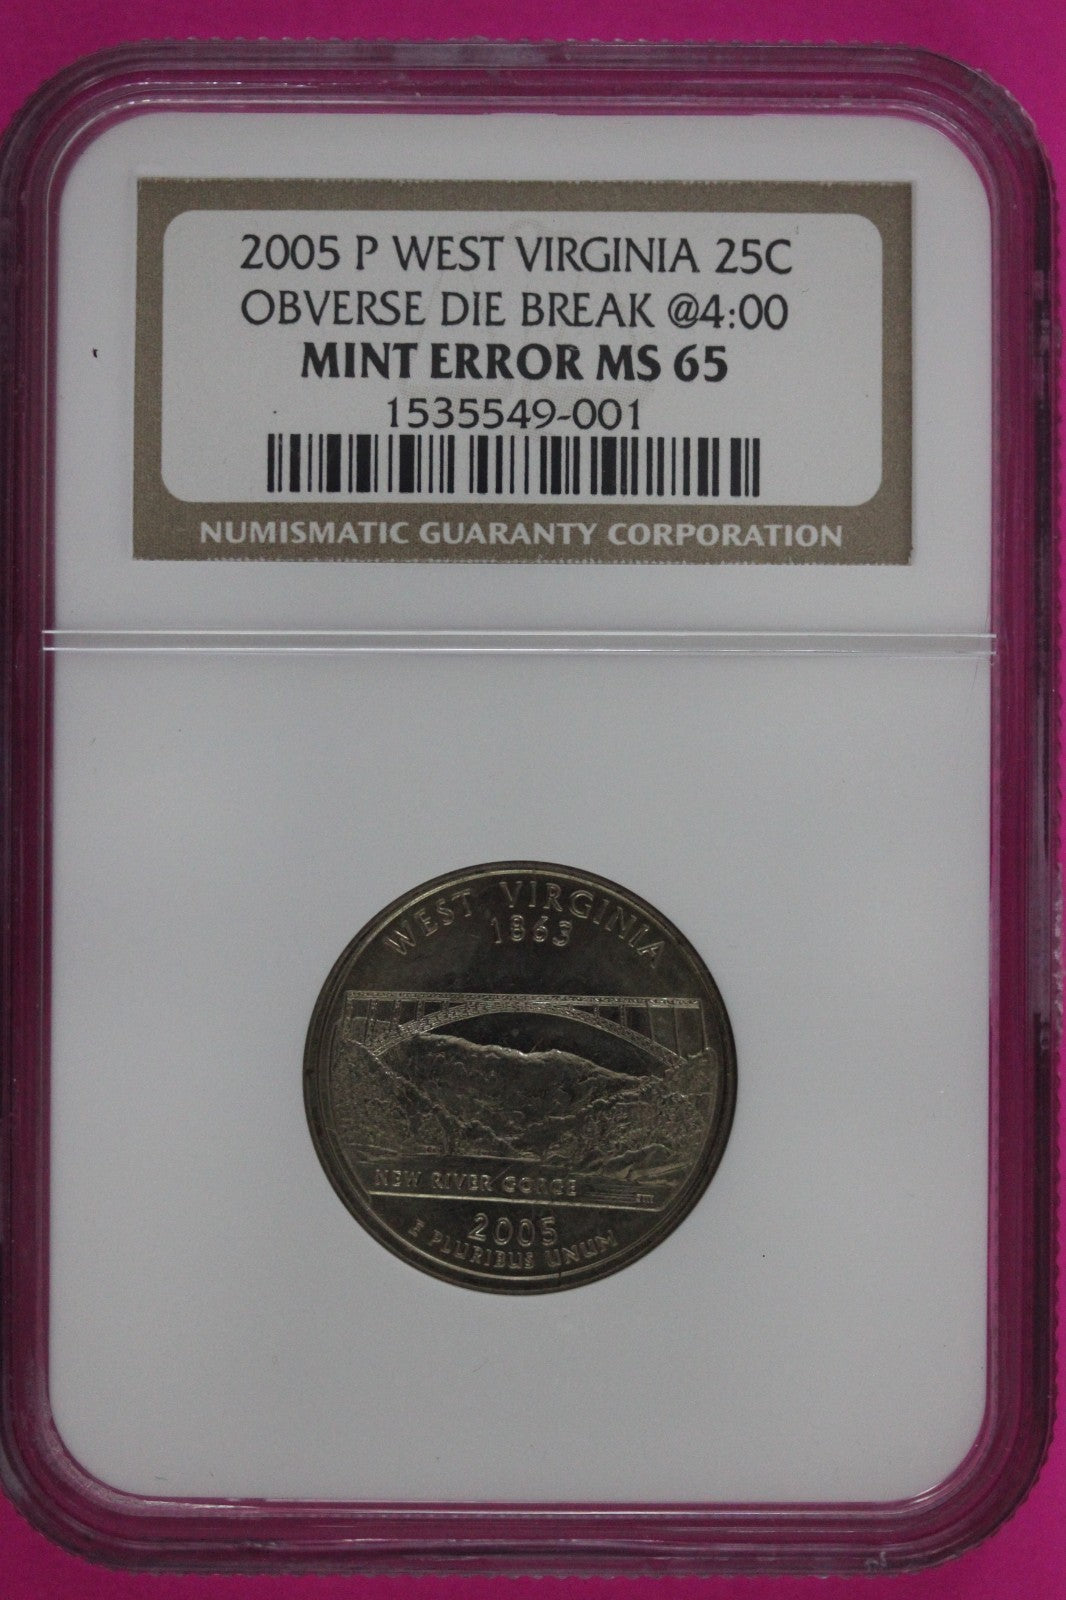 2005 P WEST VIRGINIA 25C
OBVERSE DIE BREAK @4:00
MINT ERROR MS 65
1535549-001
NUMISMATIC GUARANTY CORPORATION
WEST VIRGINIA
1863
NEW RIVER GORGE
2005
E PLURIBUS UNUM